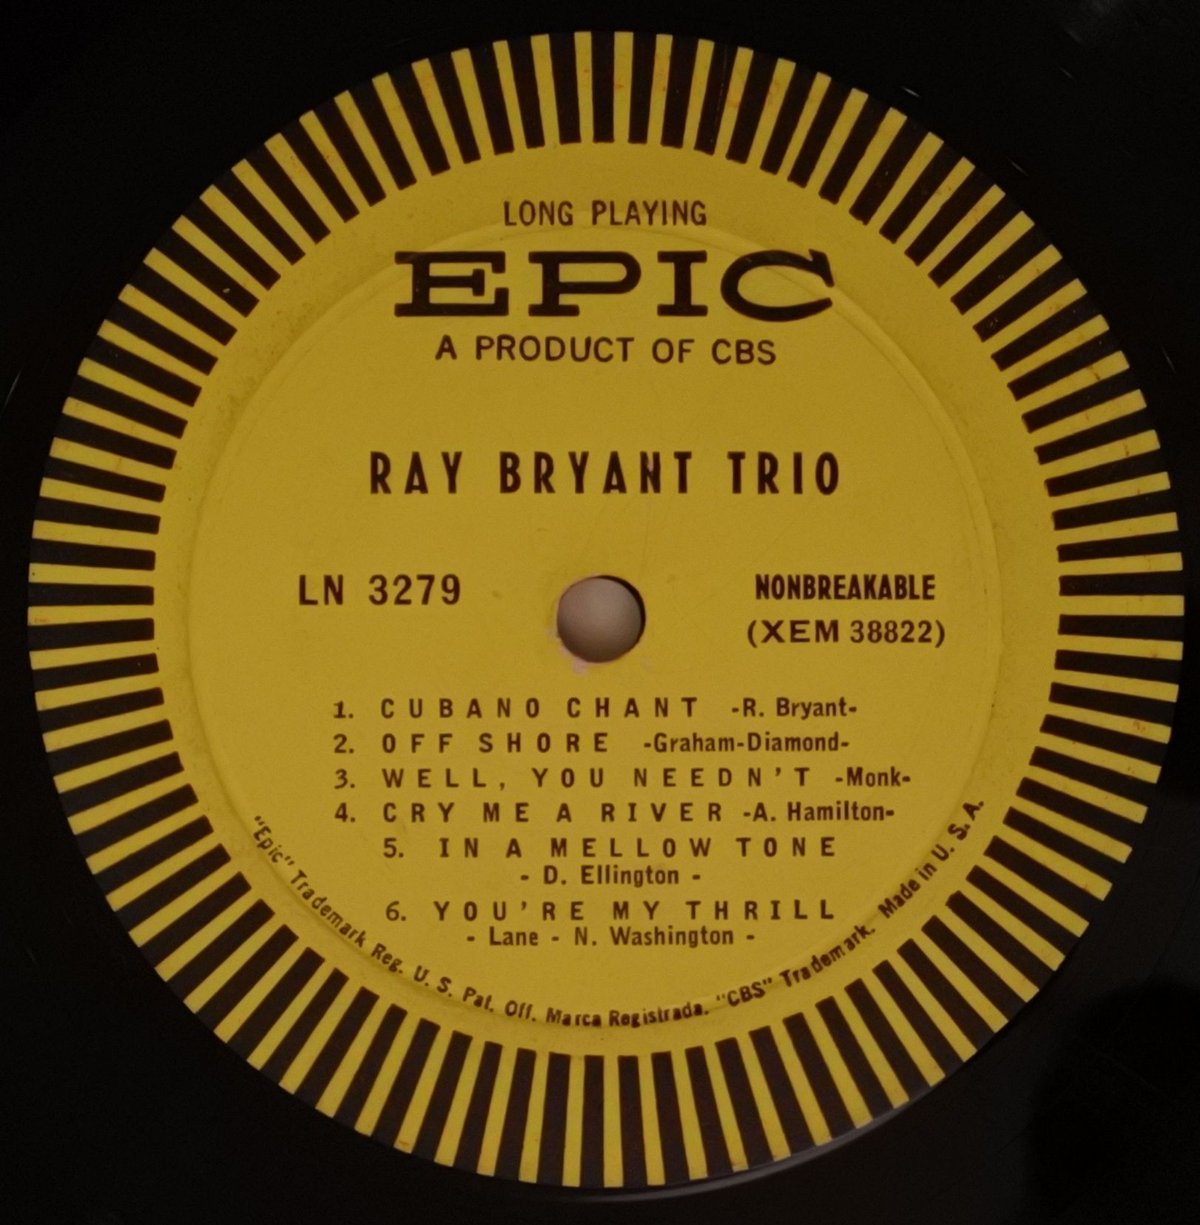 LONG PLAYING
EPIC
A PRODUCT OF CBS
RAY BRYANT TRIO
LN 3279
NONBREAKABLE
(XEM 38822)
1. CUBANO CHANT -R. Bryant-
2. OFF SHORE -Graham-Diamond-
3. WELL, YOU NEEDN'T -Monk-
4. CRY ME A RIVER -A. Hamilton-
5. IN A MELLOW TONE
- D. Ellington -
6. YOU'RE MY THRILL
- Lane - N. Washington -
"Epic" Trademark Reg. U. S. Pat. Off. Marca Registrada. "CBS" Trademark. Made in U. S. A.